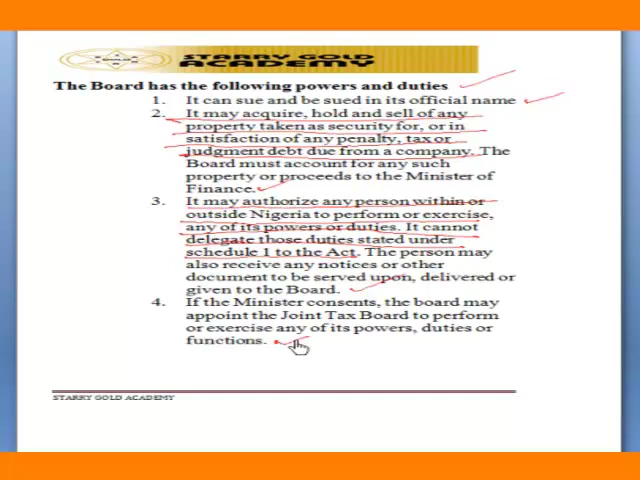 STARRY GOLD
ACADEMY
The Board has the following powers and duties
1. It can sue and be sued in its official name
2. It may acquire, hold and sell of any
property taken as security for, or in
satisfaction of any penalty, tax or
judgment debt due from a company. The
Board must account for any such
property or proceeds to the Minister of
Finance.
3. It may authorize any person within or
outside Nigeria to perform or exercise,
any of its powers or duties. It cannot
delegate those duties stated under
schedule 1 to the Act. The person may
also receive any notices or other
document to be served upon, delivered or
given to the Board.
4. If the Minister consents, the board may
appoint the Joint Tax Board to perform
or exercise any of its powers, duties or
functions.
STARRY GOLD ACADEMY